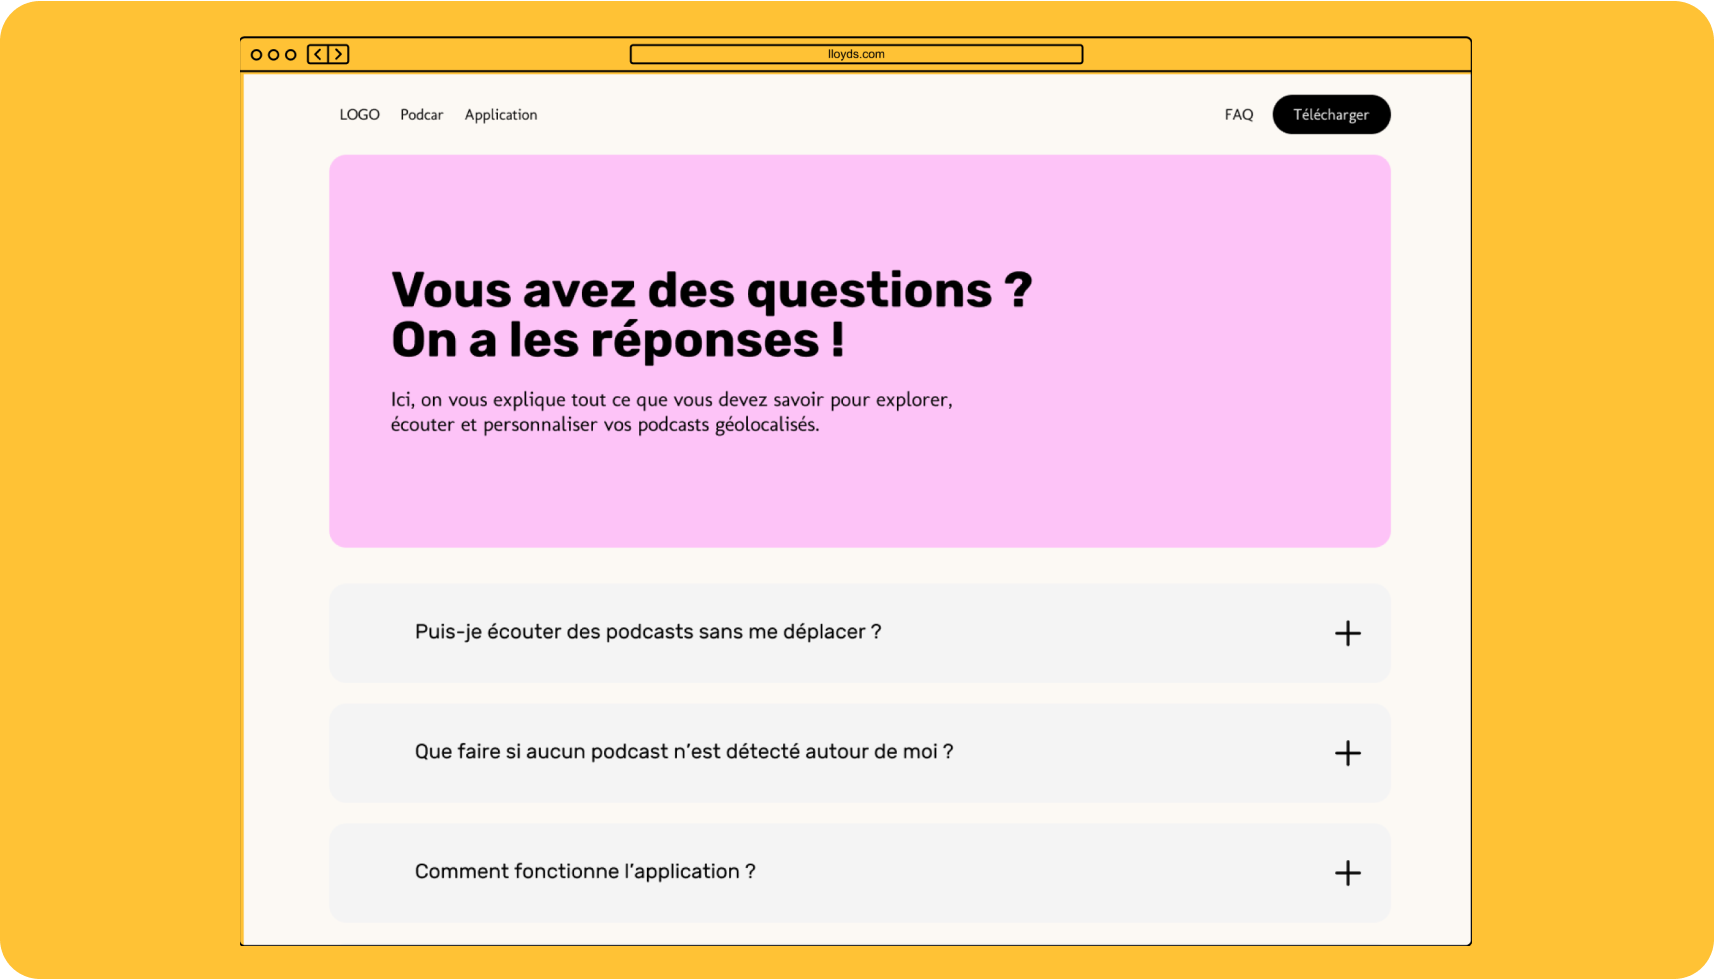 lloyds.com
LOGO Podcar Application FAQ Télécharger
Vous avez des questions ?
On a les réponses !
Ici, on vous explique tout ce que vous devez savoir pour explorer,
écouter et personnaliser vos podcasts géolocalisés.
Puis-je écouter des podcasts sans me déplacer ?
Que faire si aucun podcast n’est détecté autour de moi ?
Comment fonctionne l’application ?